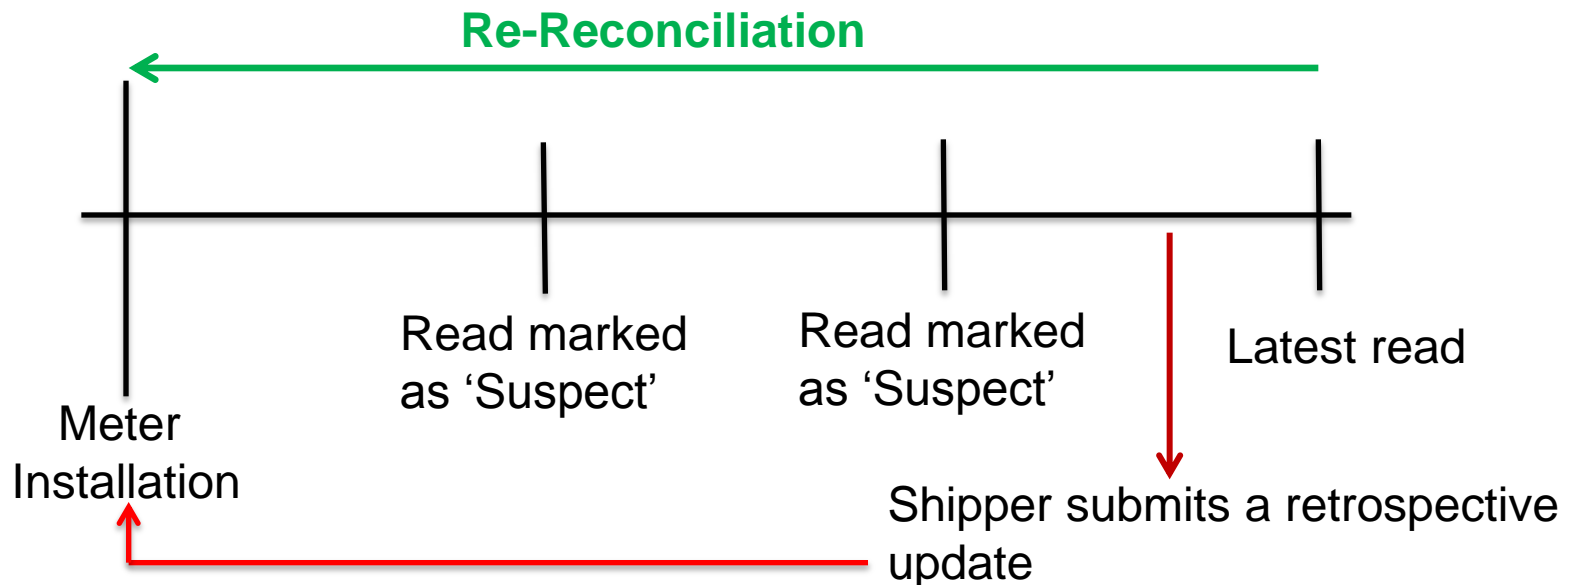 Re-Reconciliation
Read marked
as ‘Suspect’
Read marked
as ‘Suspect’
Latest read
Meter
Installation
Shipper submits a retrospective
update